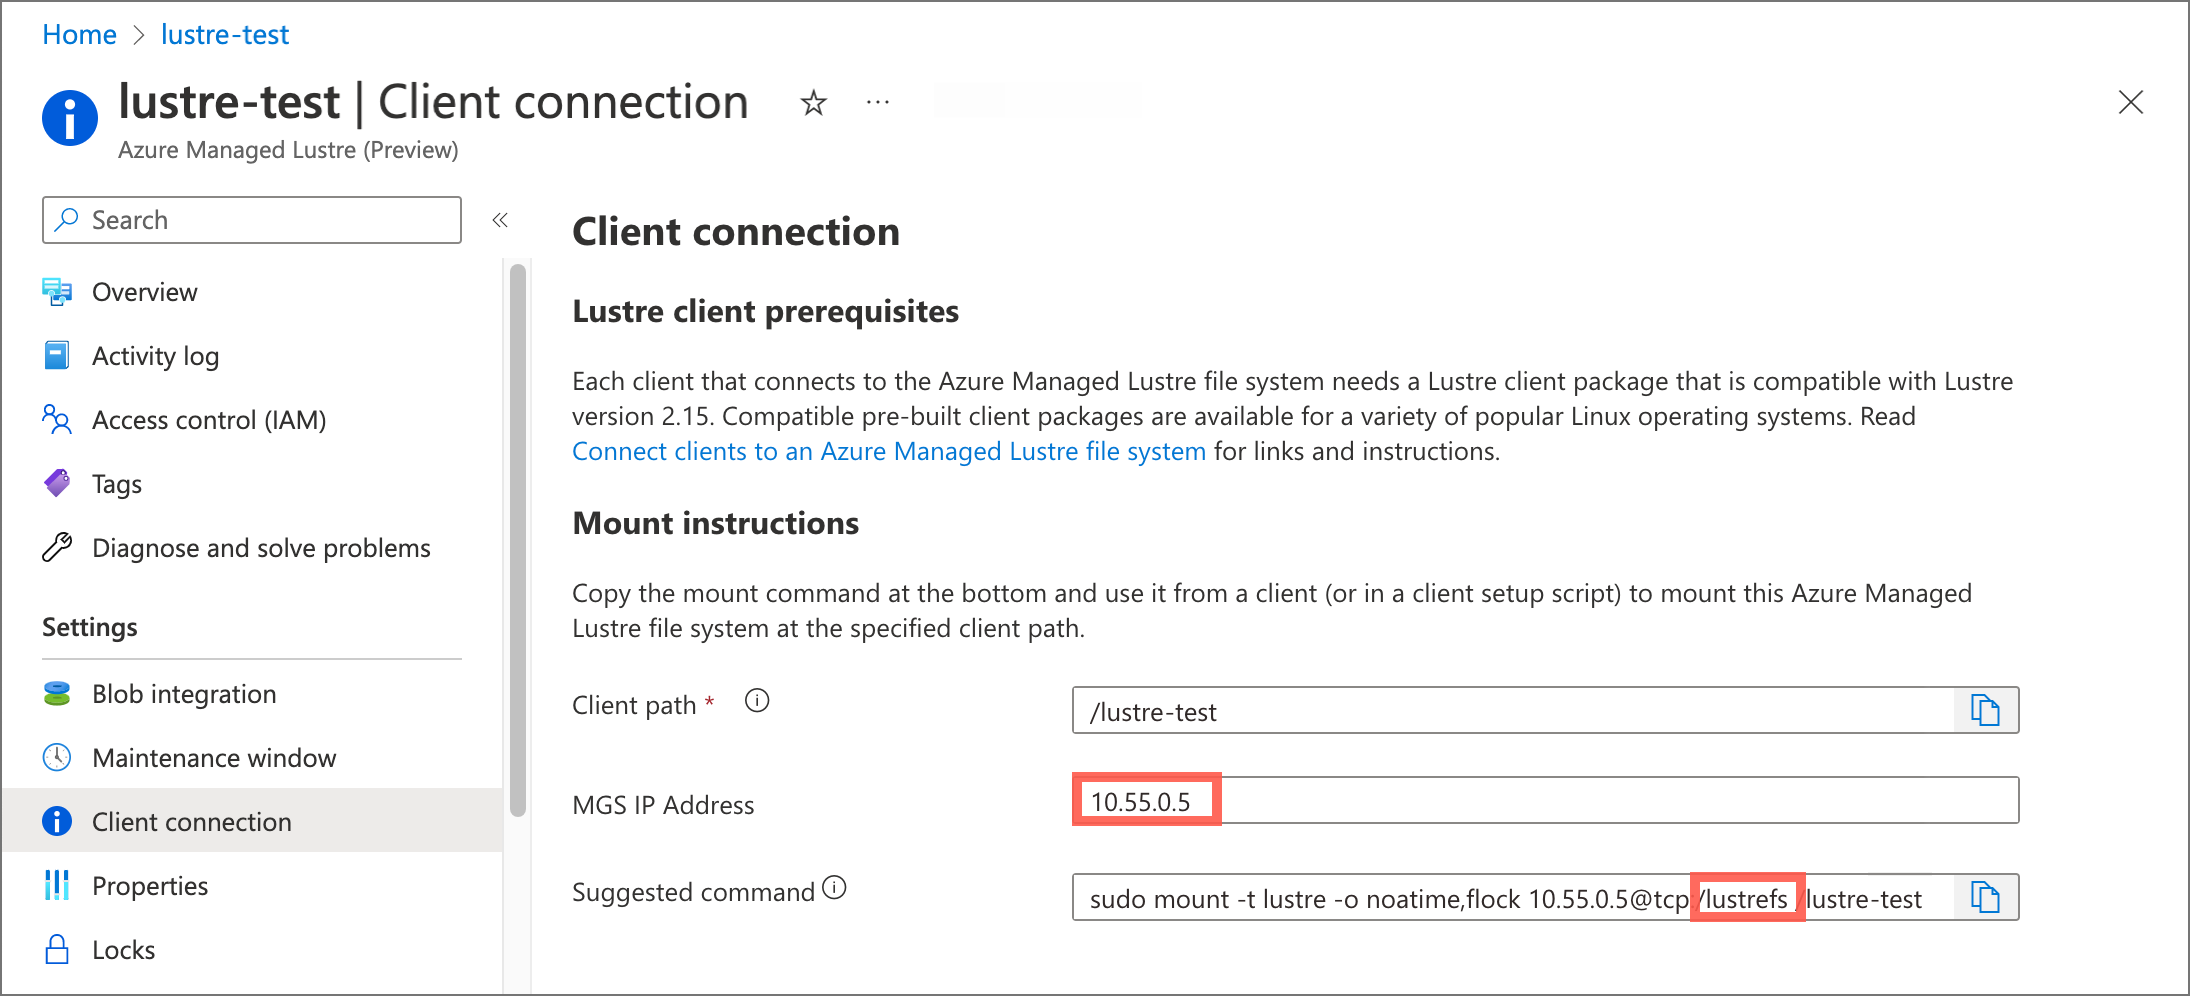 Home > lustre-test
lustre-test | Client connection
Azure Managed Lustre (Preview)
Search
Overview
Activity log
Access control (IAM)
Tags
Diagnose and solve problems
Settings
Blob integration
Maintenance window
Client connection
Properties
Locks
Client connection
Lustre client prerequisites
Each client that connects to the Azure Managed Lustre file system needs a Lustre client package that is compatible with Lustre
version 2.15. Compatible pre-built client packages are available for a variety of popular Linux operating systems. Read
Connect clients to an Azure Managed Lustre file system for links and instructions.
Mount instructions
Copy the mount command at the bottom and use it from a client (or in a client setup script) to mount this Azure Managed
Lustre file system at the specified client path.
Client path *
/lustre-test
MGS IP Address
10.55.0.5
Suggested command
sudo mount -t lustre -o noatime,flock 10.55.0.5@tcp:/lustrefs /lustre-test